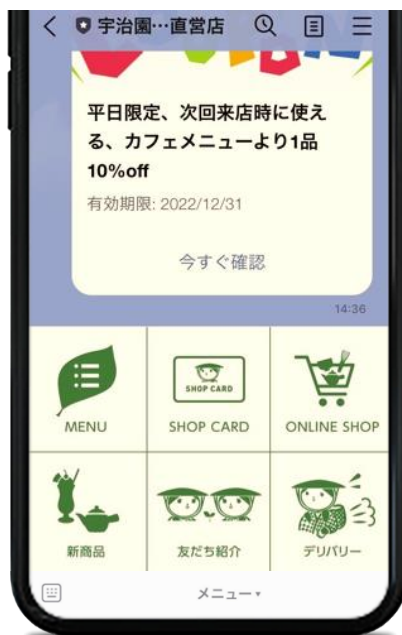 宇治園…直営店
平日限定、次回来店時に使え
る、カフェメニューより1品
10%off
有効期限: 2022/12/31
今すぐ確認
14:36
SHOP CARD
MENU
SHOP CARD
ONLINE SHOP
新商品
友だち紹介
デリバリー
メニュー▾